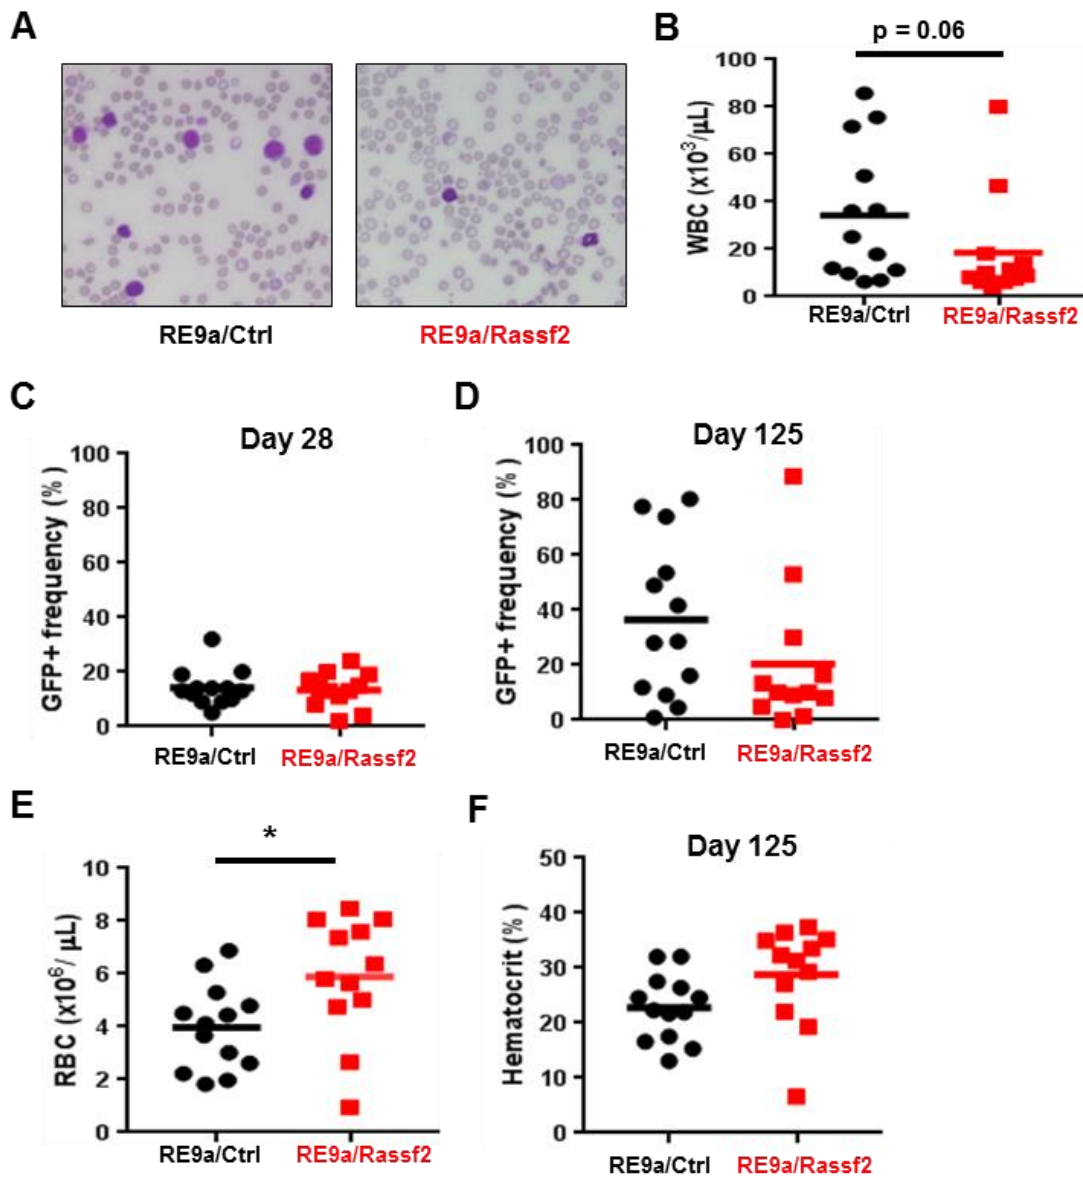 A
RE9a/Ctrl
RE9a/Rassf2
B
p = 0.06
WBC (x10³/µL)
100
80
60
40
20
0
RE9a/Ctrl
RE9a/Rassf2
C
Day 28
GFP+ frequency (% )
100
80
60
40
20
0
RE9a/Ctrl
RE9a/Rassf2
D
Day 125
GFP+ frequency (% )
100
80
60
40
20
0
RE9a/Ctrl
RE9a/Rassf2
E
*
RBC (x10⁶/ µL)
10
8
6
4
2
0
RE9a/Ctrl
RE9a/Rassf2
F
Day 125
Hematocrit (% )
50
40
30
20
10
0
RE9a/Ctrl
RE9a/Rassf2